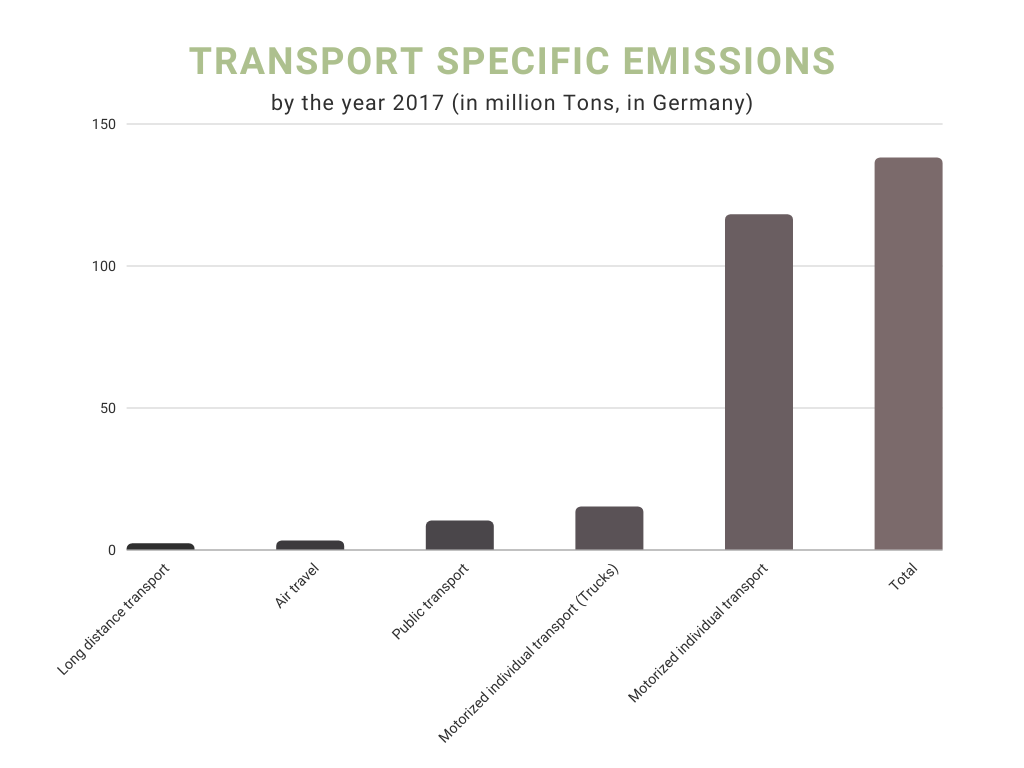 TRANSPORT SPECIFIC EMISSIONS
by the year 2017 (in million Tons, in Germany)
150
100
50
0
Long distance transport
Air travel
Public transport
Motorized individual transport (Trucks)
Motorized individual transport
Total